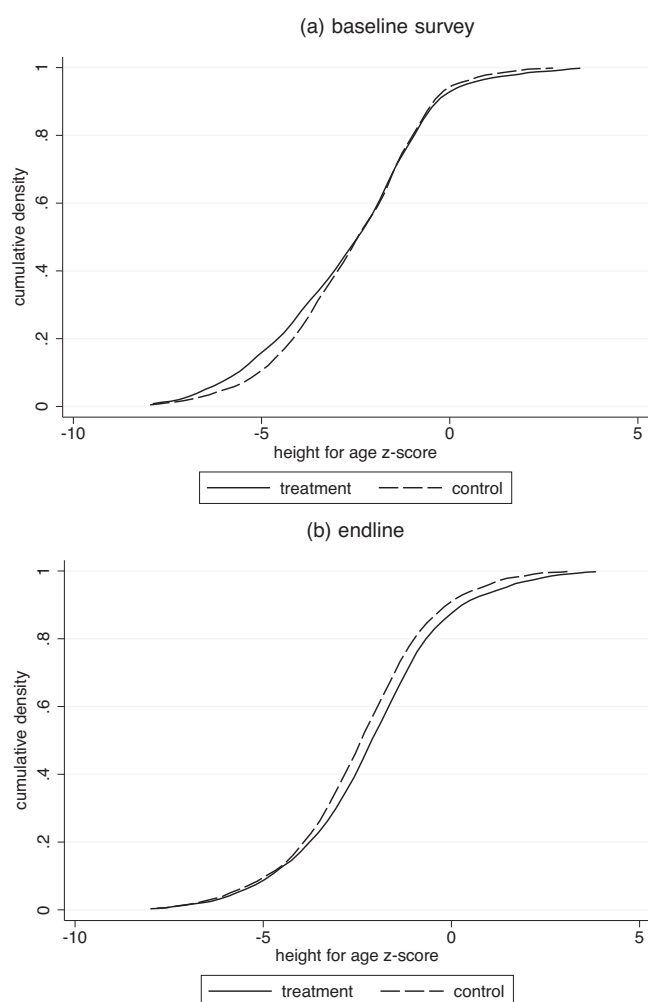 (a) baseline survey
cumulative density
1
.8
.6
.4
.2
0
-10
-5
0
5
height for age z-score
treatment
control
(b) endline
cumulative density
1
.8
.6
.4
.2
0
-10
-5
0
5
height for age z-score
treatment
control